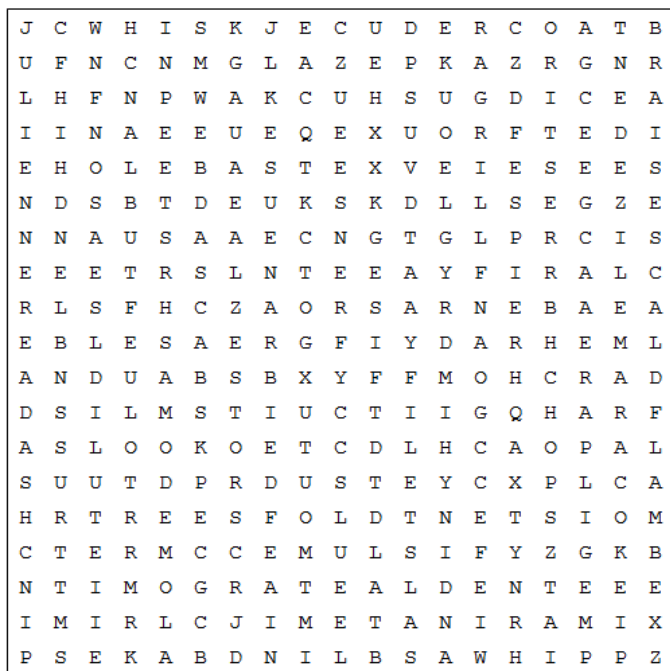 J C W H I S K J E C U D E R C O A T B
U F N C N M G L A Z E P K A Z R G N R
L H F N P W A K C U H S U G D I C E A
I I N A E E U E Q E X U O R F T E D I
E H O L E B A S T E X V E I E S E E S
N D S B T D E U K S K D L L S E G Z E
N N A U S A A E C N G T G L P R C I S
E E E T R S L N T E E A Y F I R A L C
R L S F H C Z A O R S A R N E B A E A
E B L E S A E R G F I Y D A R H E M L
A N D U A B S B X Y F F M O H C R A D
D S I L M S T I U C T I I G Q H A R F
A S L O O K O E T C D L H C A O P A L
S U U T D P R D U S T E Y C X P L C A
H R T R E E S F O L D T N E T S I O M
C T E R M C C E M U L S I F Y Z G K B
N T I M O G R A T E A L D E N T E E E
I M I R L C J I M E T A N I R A M I X
P S E K A B D N I L B S A W H I P P Z